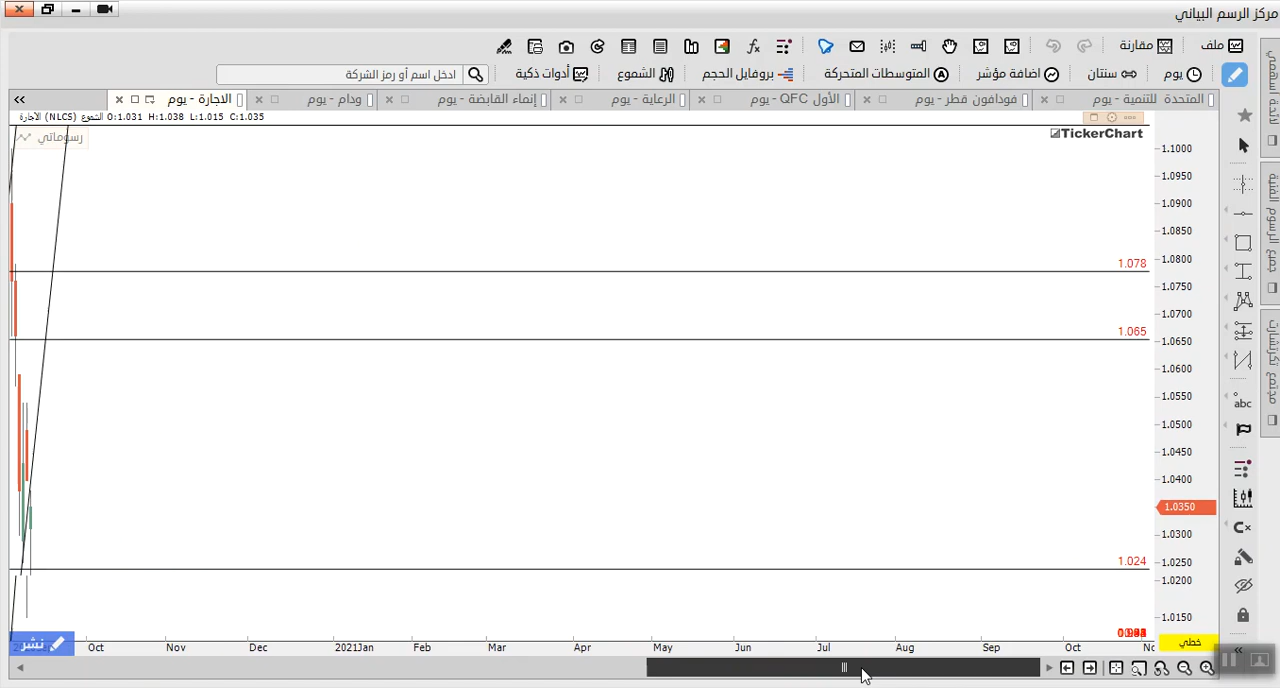 مركز الرسم البياني
ملف
مقارنة
يوم
سنتان
اضافة مؤشر
المتوسطات المتحركة
بروفايل الحجم
الشموع
أدوات ذكية
ادخل اسم أو رمز الشركة
المتحدة للتنمية - يوم
فودافون قطر - يوم
الأول QFC - يوم
الرعاية - يوم
إنماء القابضة - يوم
ودام - يوم
الاجارة - يوم
الاجارة (NLCS) الشموع O:1.031 H:1.038 L:1.015 C:1.035
رسوماتي
TickerChart
1.1000
1.0950
1.0900
1.0850
1.0800
1.0750
1.0700
1.0650
1.0600
1.0550
1.0500
1.0450
1.0400
1.0350
1.0300
1.0250
1.0200
1.0150
1.078
1.065
1.024
abc
خطي
نشر
Oct Nov Dec 2021Jan Feb Mar Apr May Jun Jul Aug Sep Oct